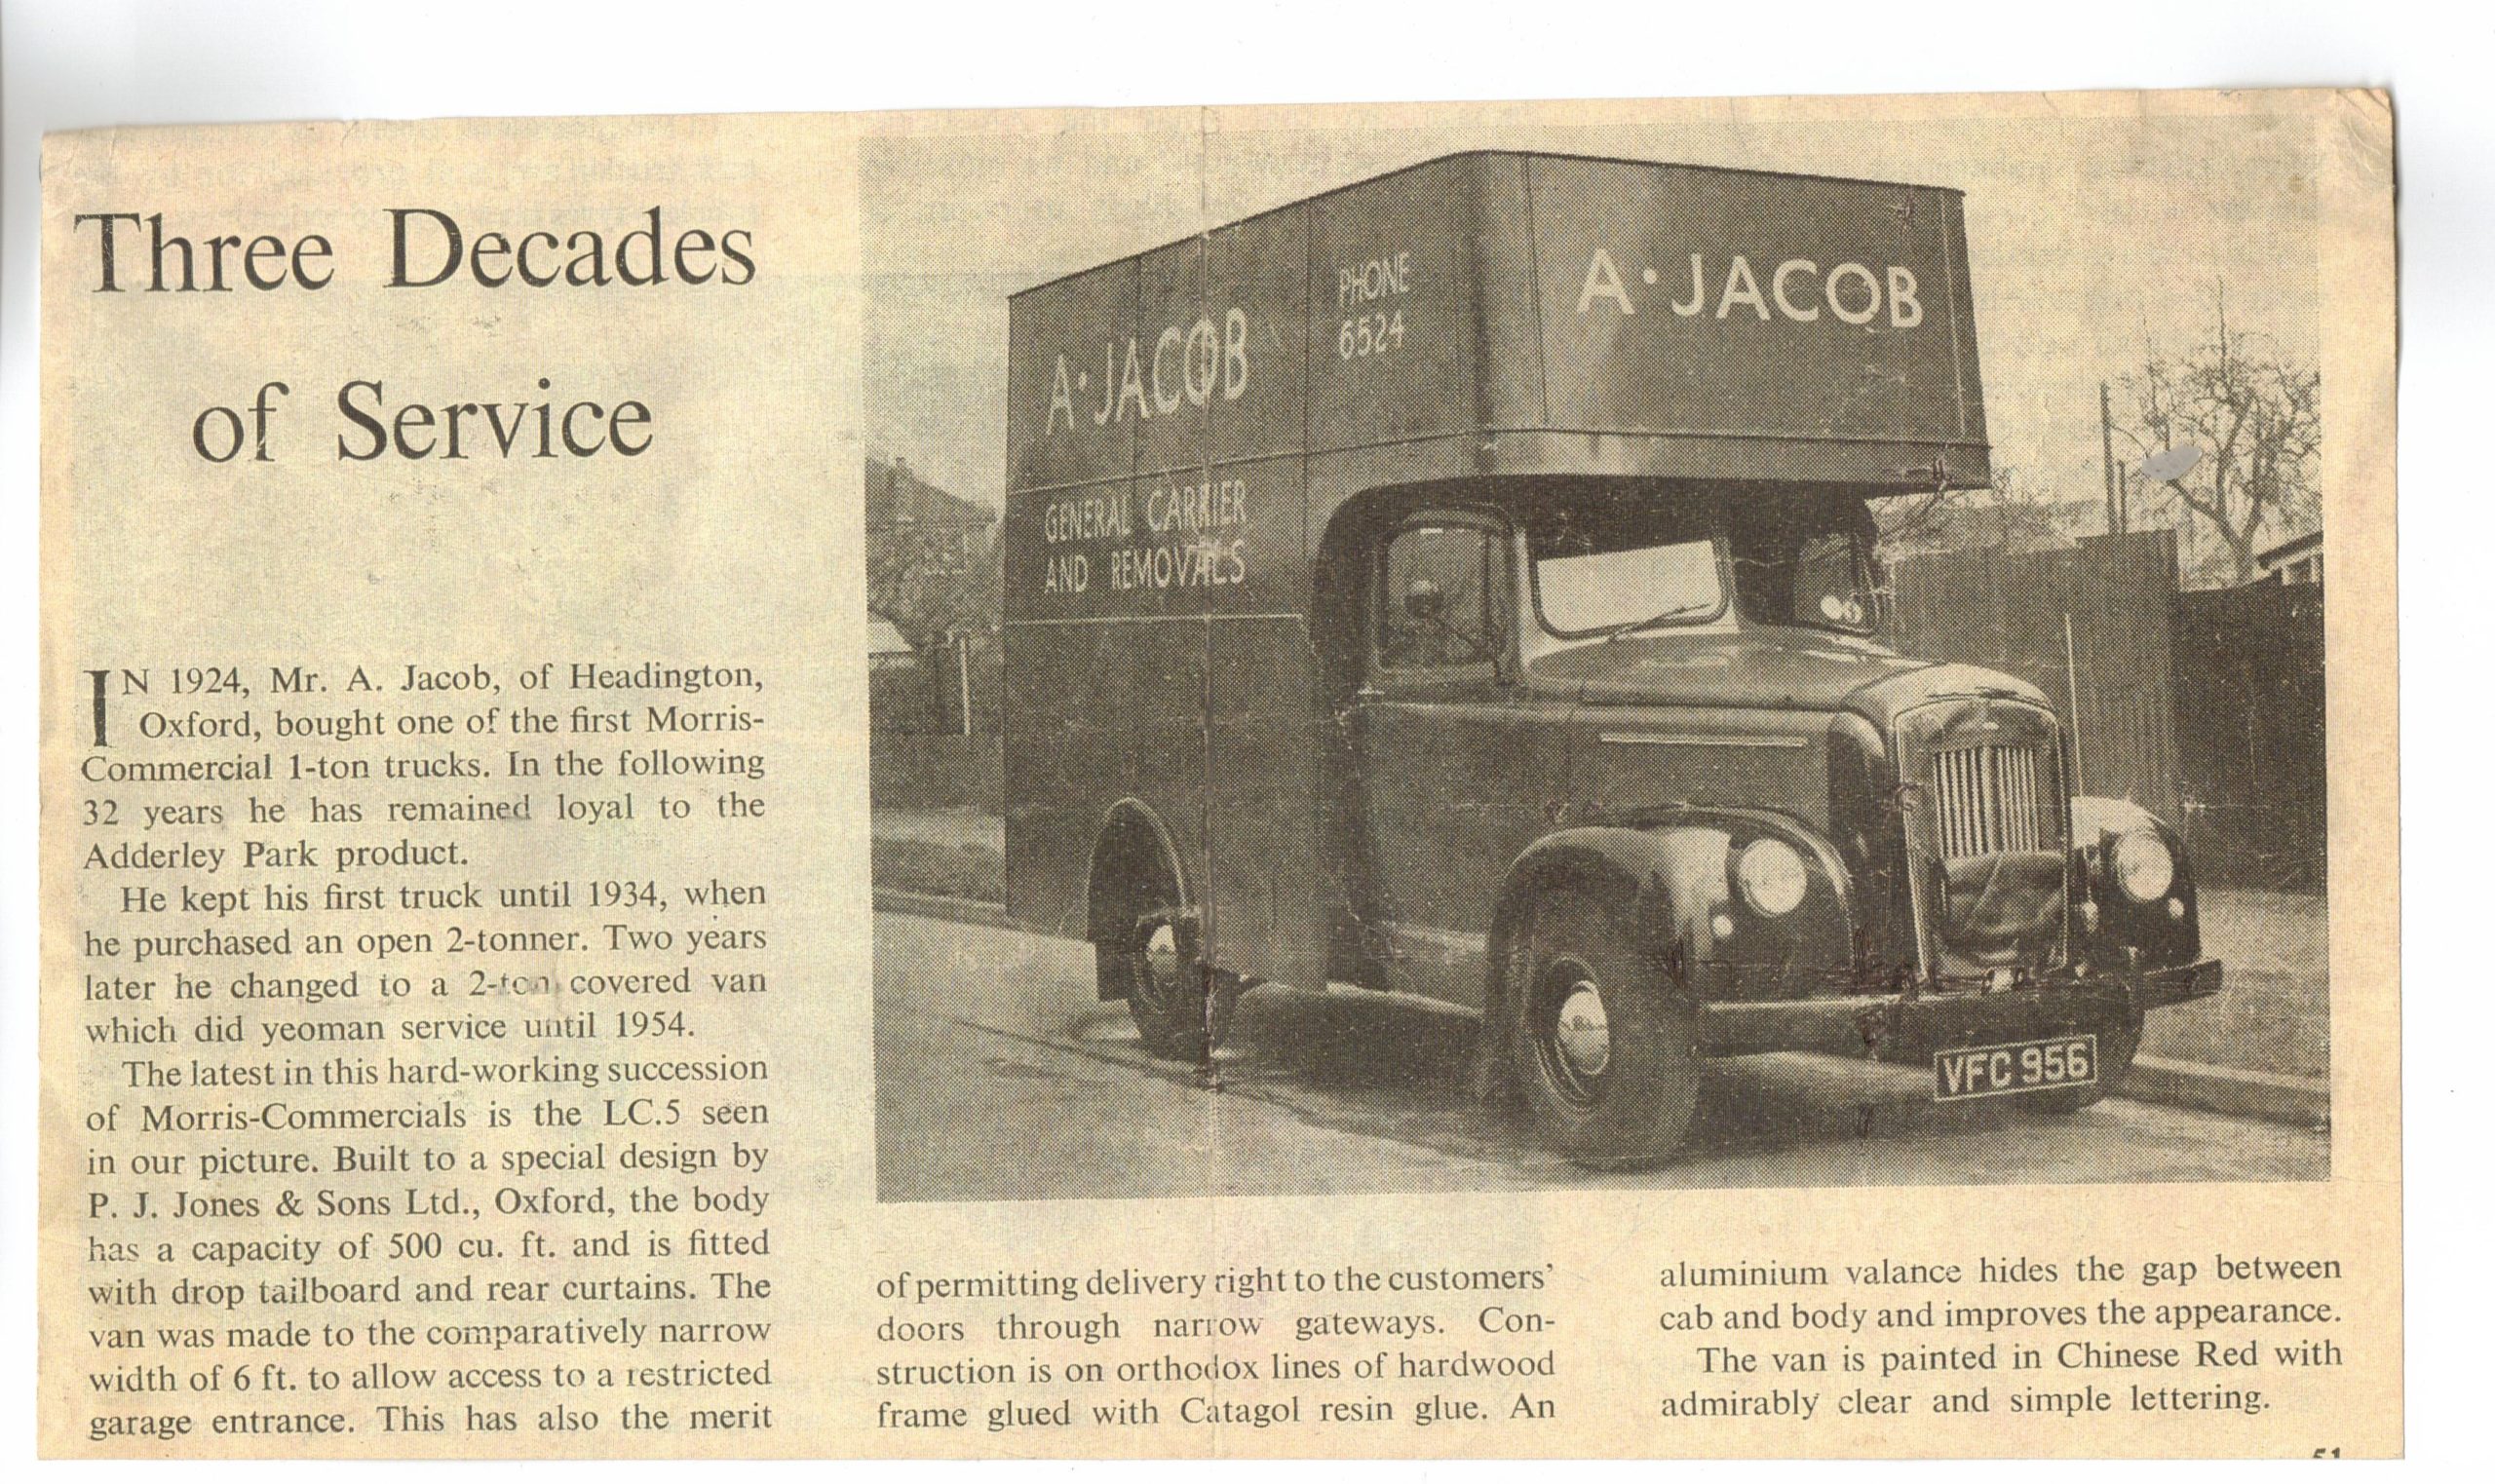 Three Decades
of Service
IN 1924, Mr. A. Jacob, of Headington,
Oxford, bought one of the first Morris-
Commercial 1-ton trucks. In the following
32 years he has remained loyal to the
Adderley Park product.
He kept his first truck until 1934, when
he purchased an open 2-tonner. Two years
later he changed to a 2-ton covered van
which did yeoman service until 1954.
The latest in this hard-working succession
of Morris-Commercials is the LC.5 seen
in our picture. Built to a special design by
P. J. Jones & Sons Ltd., Oxford, the body
has a capacity of 500 cu. ft. and is fitted
with drop tailboard and rear curtains. The
van was made to the comparatively narrow
width of 6 ft. to allow access to a restricted
garage entrance. This has also the merit
A·JACOB
PHONE
6524
GENERAL CARRIER
AND REMOVALS
A·JACOB
VFC 956
of permitting delivery right to the customers'
doors through narrow gateways. Con-
struction is on orthodox lines of hardwood
frame glued with Catagol resin glue. An
aluminium valance hides the gap between
cab and body and improves the appearance.
The van is painted in Chinese Red with
admirably clear and simple lettering.